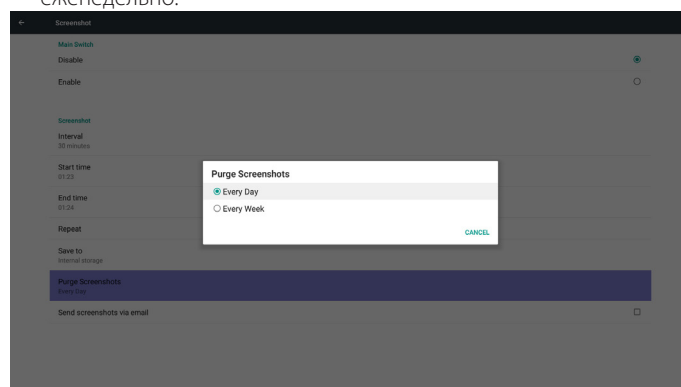 еженедельно.
Screenshot
Main Switch
Disable
Enable
Screenshot
Interval
30 minutes
Start time
01:23
End time
01:24
Repeat
Save to
Internal storage
Purge Screenshots
Every Day
Send screenshots via email
Purge Screenshots
Every Day
Every Week
CANCEL